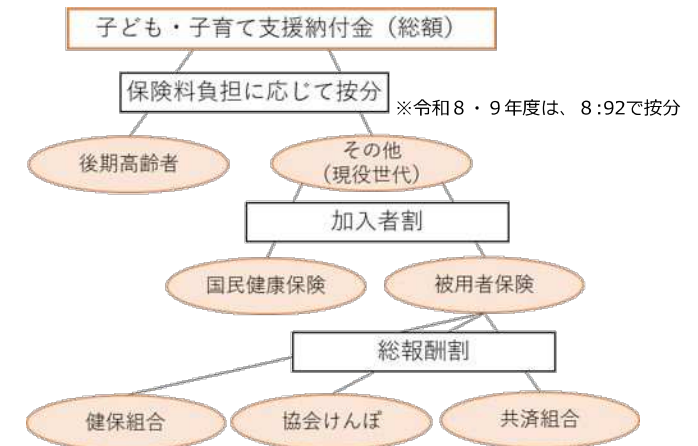 子ども・子育て支援納付金（総額）
保険料負担に応じて按分
※令和８・９年度は、８:92で按分
後期高齢者
その他
（現役世代）
加入者割
国民健康保険
被用者保険
総報酬割
健保組合
協会けんぽ
共済組合